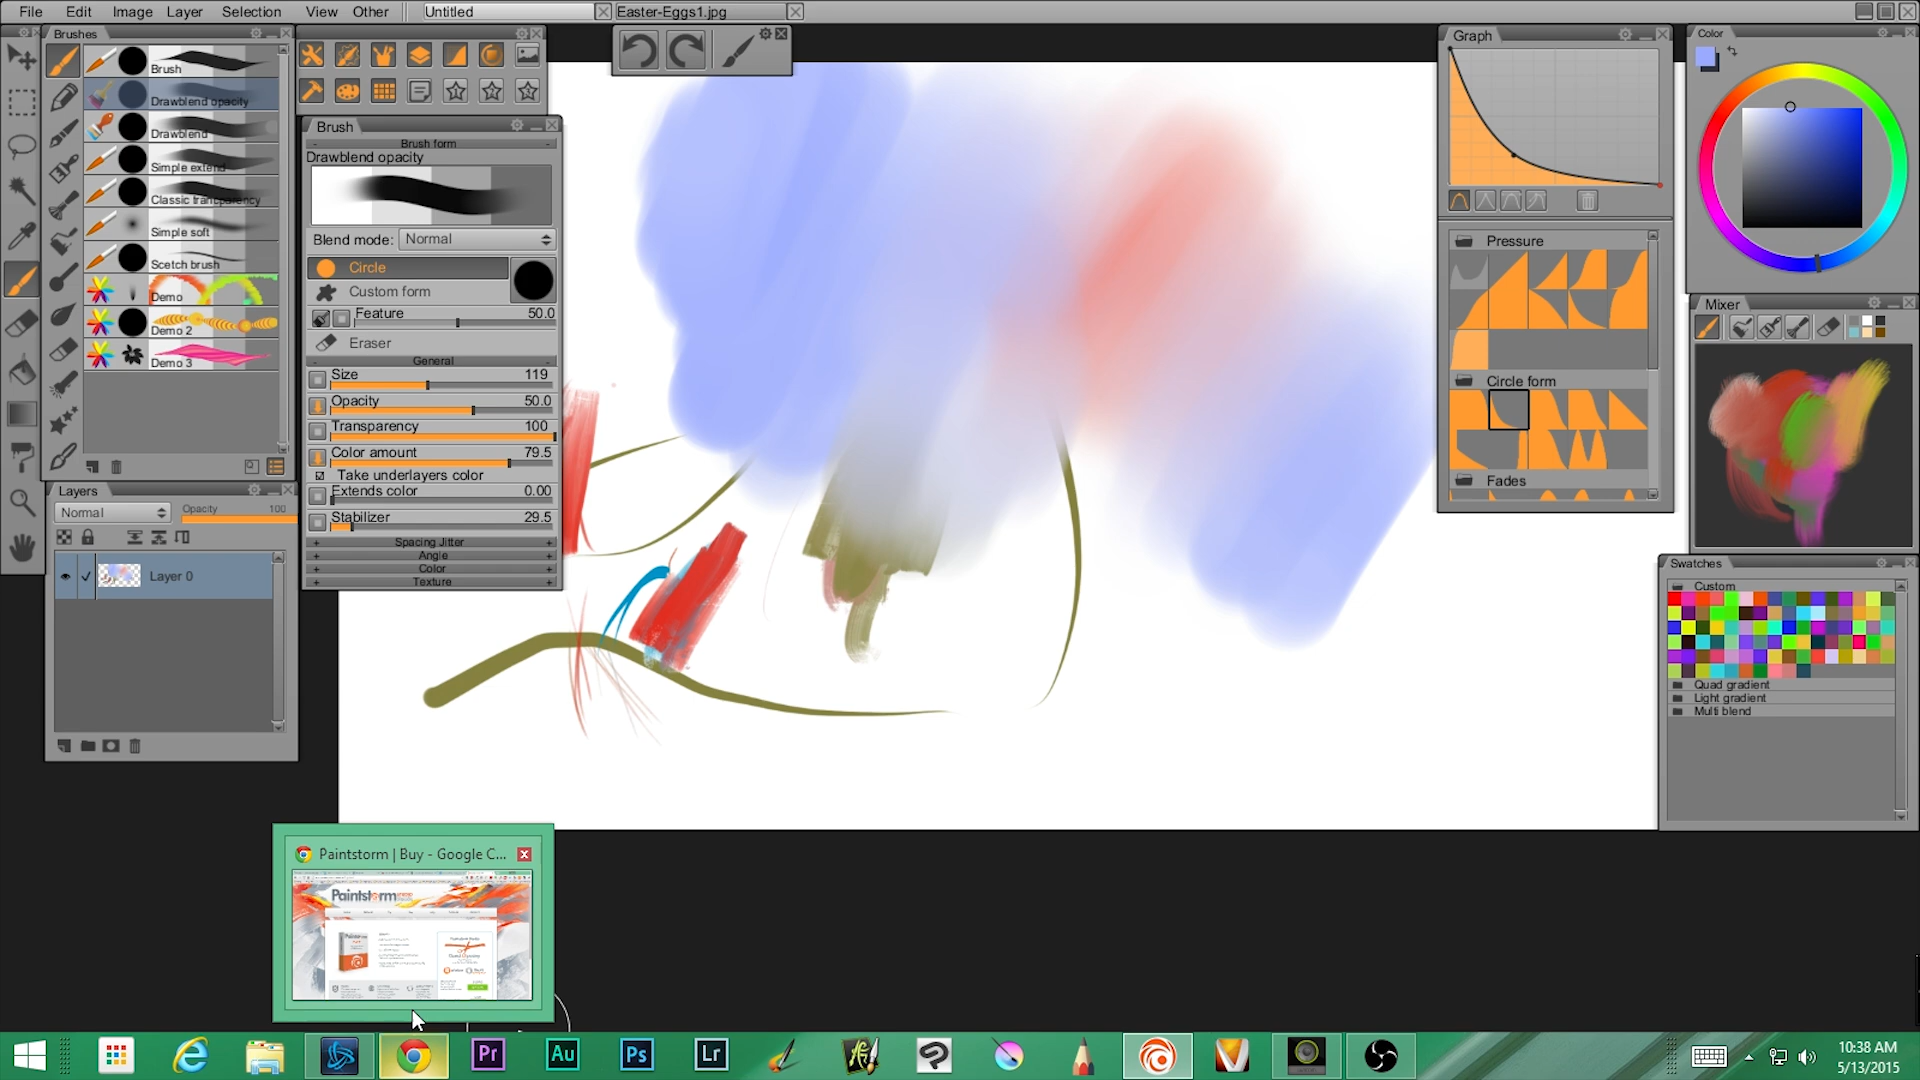 File Edit Image Layer Selection View Other Untitled Easter-Eggs1.jpg
Brushes
Brush
Drawblend opacity
Drawblend
Simple extend
Classic transparency
Simple soft
Scetch brush
Demo
Demo 2
Demo 3
Layers
Normal Opacity 100
Layer 0
Brush
Brush form
Drawblend opacity
Blend mode: Normal
Circle
Custom form
Feature 50.0
Eraser
General
Size 119
Opacity 50.0
Transparency 100
Color amount 79.5
Take underlayers color
Extends color 0.00
Stabilizer 29.5
Spacing Jitter
Angle
Color
Texture
Graph
Pressure
Circle form
Fades
Color
Mixer
Swatches
Custom
Quad gradient
Light gradient
Multi blend
Paintstorm | Buy - Google C...
Paintstorm
Pr Au Ps Lr
10:38 AM
5/13/2015